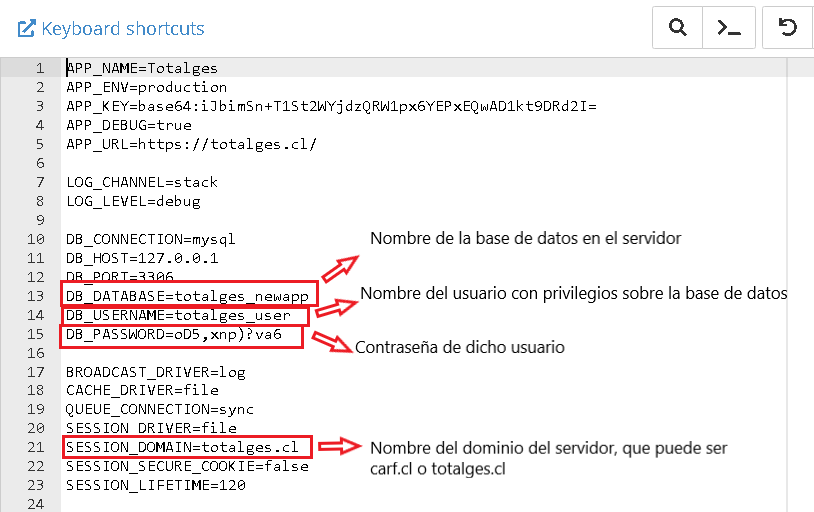 Keyboard shortcuts
1 APP_NAME=Totalges
2 APP_ENV=production
3 APP_KEY=base64:iJbimSn+T1St2WYjdzQRW1px6YEPxEQwAD1kt9DRd2I=
4 APP_DEBUG=true
5 APP_URL=https://totalges.cl/
6
7 LOG_CHANNEL=stack
8 LOG_LEVEL=debug
9
10 DB_CONNECTION=mysql
Nombre de la base de datos en el servidor
11 DB_HOST=127.0.0.1
12 DB_PORT=3306
13 DB_DATABASE=totalges_newapp
Nombre del usuario con privilegios sobre la base de datos
14 DB_USERNAME=totalges_user
15 DB_PASSWORD=oD5,xnp)?va6
Contraseña de dicho usuario
16
17 BROADCAST_DRIVER=log
18 CACHE_DRIVER=file
19 QUEUE_CONNECTION=sync
20 SESSION_DRIVER=file
21 SESSION_DOMAIN=totalges.cl
Nombre del dominio del servidor, que puede ser
carf.cl o totalges.cl
22 SESSION_SECURE_COOKIE=false
23 SESSION_LIFETIME=120
24